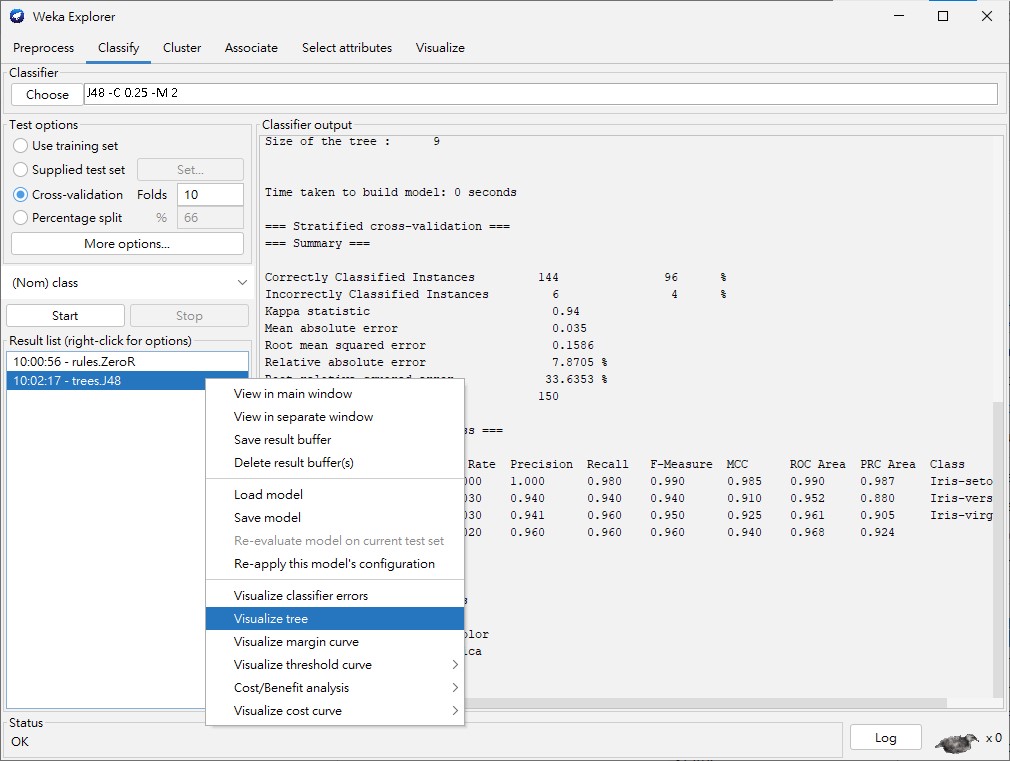 Weka Explorer
Preprocess Classify Cluster Associate Select attributes Visualize
Classifier
Choose J48 -C 0.25 -M 2
Test options
Use training set
Supplied test set Set...
Cross-validation Folds 10
Percentage split % 66
More options...
(Nom) class
Start Stop
Result list (right-click for options)
10:00:56 - rules.ZeroR
10:02:17 - trees.J48
View in main window
View in separate window
Save result buffer
Delete result buffer(s)
Load model
Save model
Re-evaluate model on current test set
Re-apply this model's configuration
Visualize classifier errors
Visualize tree
Visualize margin curve
Visualize threshold curve
Cost/Benefit analysis
Visualize cost curve
Classifier output
Size of the tree : 9
Time taken to build model: 0 seconds
=== Stratified cross-validation ===
=== Summary ===
Correctly Classified Instances 144 96 %
Incorrectly Classified Instances 6 4 %
Kappa statistic 0.94
Mean absolute error 0.035
Root mean squared error 0.1586
Relative absolute error 7.8705 %
33.6353 %
150
ss ===
Rate Precision Recall F-Measure MCC ROC Area PRC Area Class
000 1.000 0.980 0.990 0.985 0.990 0.987 Iris-seto
030 0.940 0.940 0.940 0.910 0.952 0.880 Iris-vers
030 0.941 0.960 0.950 0.925 0.961 0.905 Iris-virg
020 0.960 0.960 0.960 0.940 0.968 0.924
olor
ica
Status
OK
Log x 0